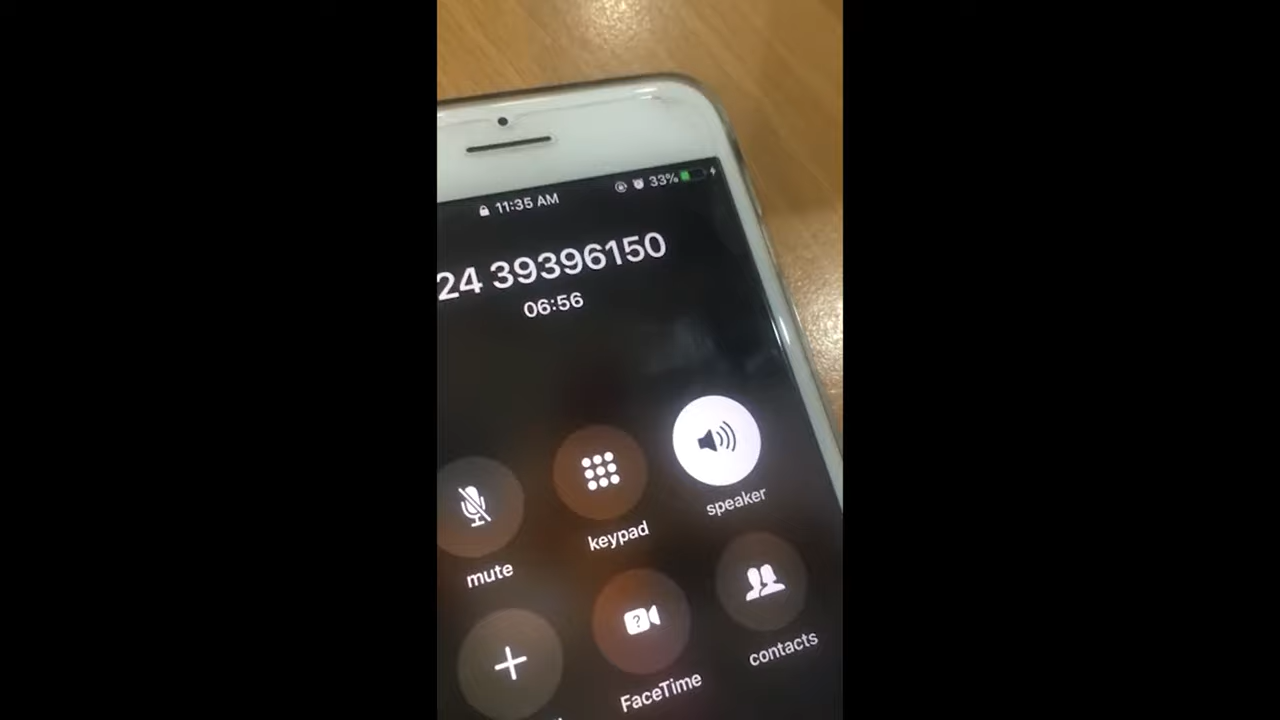 11:35 AM
33%
24 39396150
06:56
mute
keypad
speaker
FaceTime
contacts